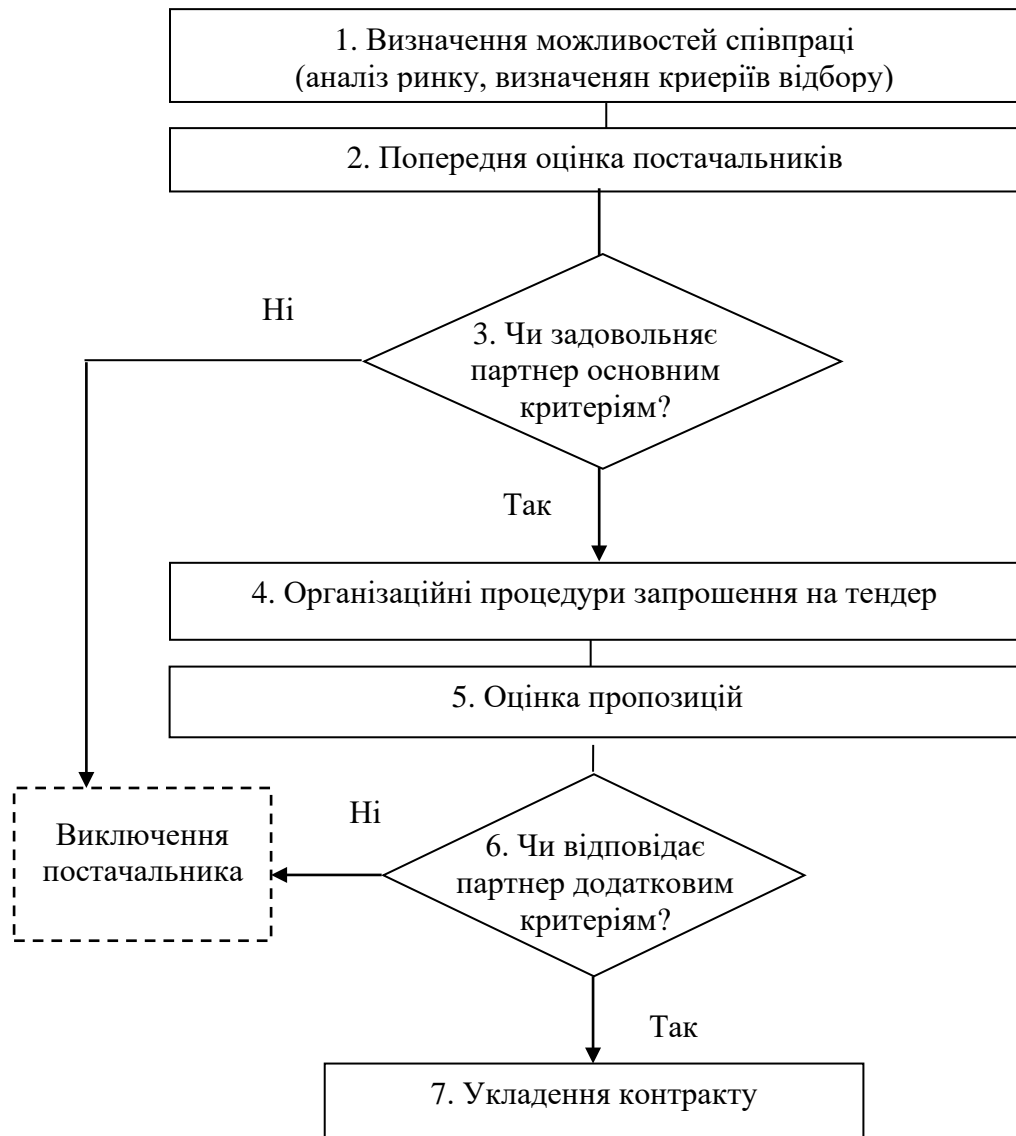 1. Визначення можливостей співпраці
(аналіз ринку, визначенян криеріїв відбору)
2. Попередня оцінка постачальників
Ні
3. Чи задовольняє
партнер основним
критеріям?
Так
4. Організаційні процедури запрошення на тендер
5. Оцінка пропозицій
Виключення
постачальника
Ні
6. Чи відповідає
партнер додатковим
критеріям?
Так
7. Укладення контракту